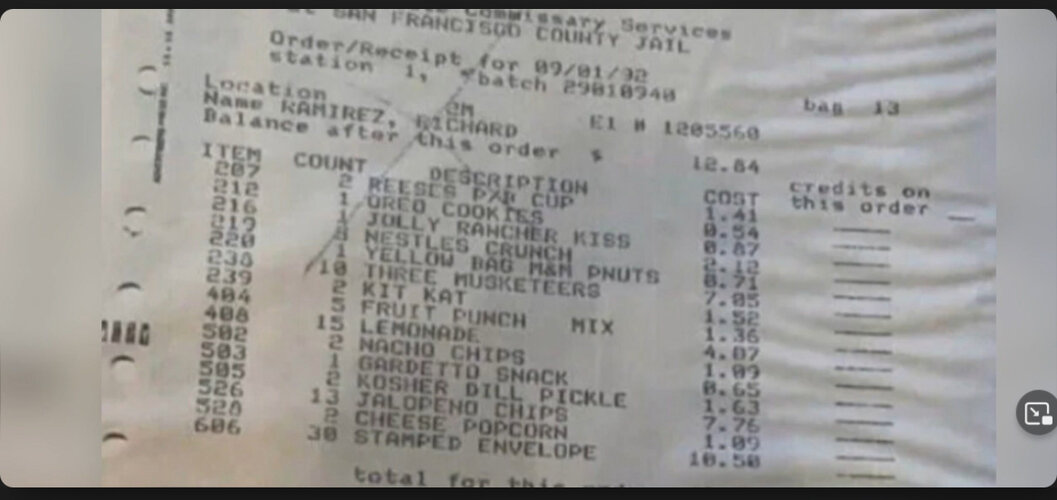 Commissary Services
SAN FRANCISCO COUNTY JAIL
Order/Receipt for 09/01/92
station 1, batch 29010940
bag 13
Location 2M
Name RAMIREZ, RICHARD E1 # 1205560
Balance after this order $ 12.84
ITEM COUNT DESCRIPTION COST credits on this order
207 2 REESES P/B CUP 1.41
212 1 OREO COOKIES 0.54
216 1 JOLLY RANCHER KISS 0.87
219 NESTLES CRUNCH 2.12
220 1 YELLOW BAG M&M PNUTS 0.71
238 10 THREE MUSKETEERS 7.05
239 2 KIT KAT 1.52
404 5 FRUIT PUNCH MIX 1.36
408 15 LEMONADE 4.07
502 2 NACHO CHIPS 1.09
503 1 GARDETTO SNACK 0.65
505 2 KOSHER DILL PICKLE 1.63
526 13 JALOPENO CHIPS 7.76
528 2 CHEESE POPCORN 1.09
606 30 STAMPED ENVELOPE 10.50
total for this